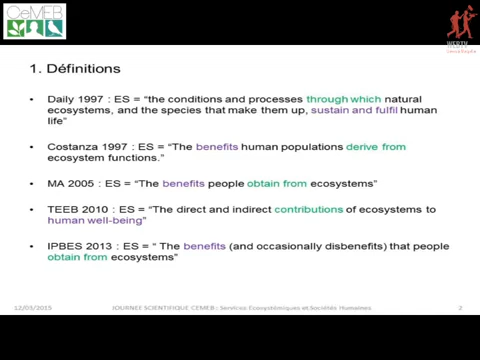 CeMEB
WEBTV
1. Définitions
• Daily 1997 : ES = “the conditions and processes through which natural
ecosystems, and the species that make them up, sustain and fulfil human
life”
• Costanza 1997 : ES = “The benefits human populations derive from
ecosystem functions.”
• MA 2005 : ES = “The benefits people obtain from ecosystems”
• TEEB 2010 : ES = “The direct and indirect contributions of ecosystems to
human well-being”
• IPBES 2013 : ES = “ The benefits (and occasionally disbenefits) that people
obtain from ecosystems”
12/05/2015 JOURNEE SCIENTIFIQUE CEMEB : Services Ecosystémiques et Sociétés Humaines 2